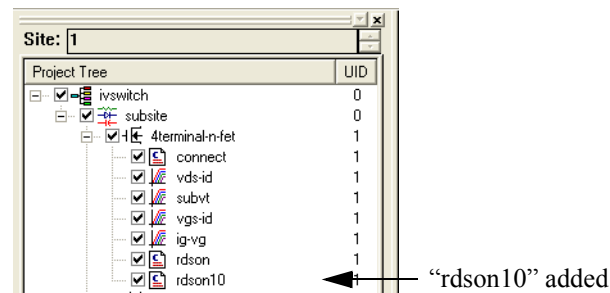 Site: 1
Project Tree UID
ivswitch 0
subsite 0
4terminal-n-fet 1
connect 1
vds-id 1
subvt 1
vgs-id 1
ig-vg 1
rdson 1
rdson10 1
“rdson10” added